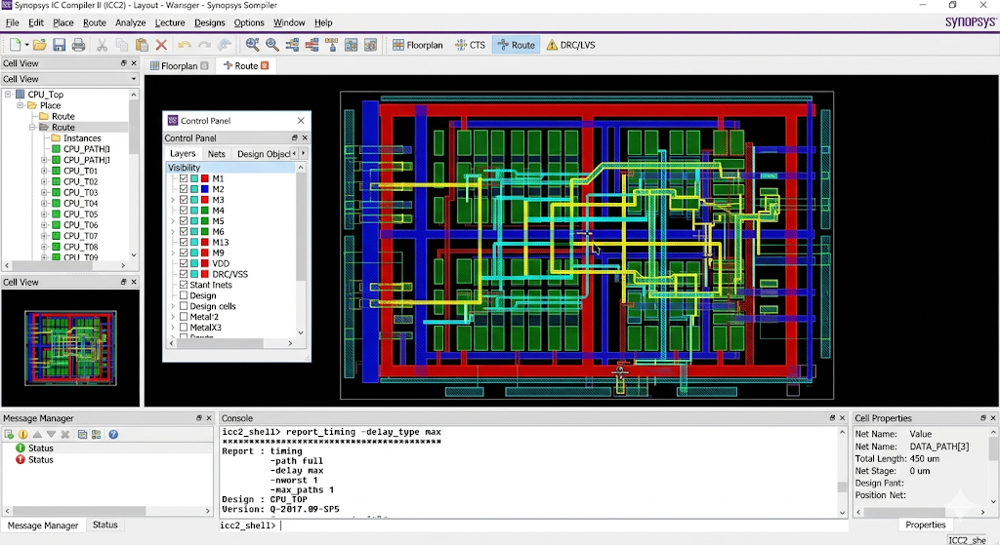 Synopsys IC Compiler II (ICC2) - Layout - Wansger - Synopsys Sompiler
File Edit Place Route Analyze L'ecture Designs Options Window Help
SYNOPSYS
Floorplan CTS Route DRC/LVS
Cell View
Cell View
CPU_Top
Place
Route
Route
Instances
CPU_PATH[I
CPU_PATH[I
CPU_T01
CPU_T02
CPU_T03
CPU_T04
CPU_T05
CPU_T06
CPU_T07
CPU_T08
CPU_T09
Floorplan Route
Control Panel
Control Panel
Layers Nets Design Objec
Visibility
M1
M2
M3
M4
M5
M6
M13
M9
VDD
DRC/VSS
Stant Inets
Design
Design cells
Metal'2
MetalX3
Cell View
Message Manager
Status
Status
Message Manager Status
Console
icc2_shell> report_timing -delay_type max
****************************************
Report : timing
-path full
-delay max
-nworst 1
-max_paths 1
Design : CPU_TOP
Version: Q-2017.09-SP5
icc2_shell>
Cell Properties
Net Name: Value
Net Name: DATA_PATH[3]
Total Length: 450 um
Net Stage: 0 um
Design Fant:
Position Net:
Properties
ICC2_she